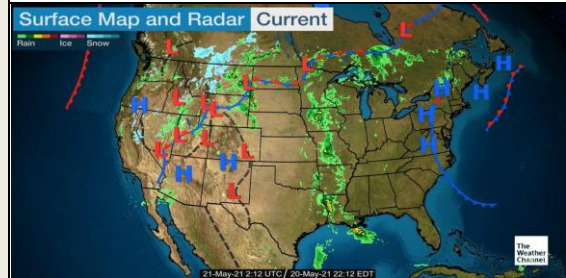 Surface Map and Radar Current
Rain Ice Snow
L
L
L
H
H
L
L
L
L
H
L
H
L
L
L
H
L
H
L
H
H
L
21-May-21 2:12 UTC / 20-May-21 22:12 EDT
The
Weather
Channel